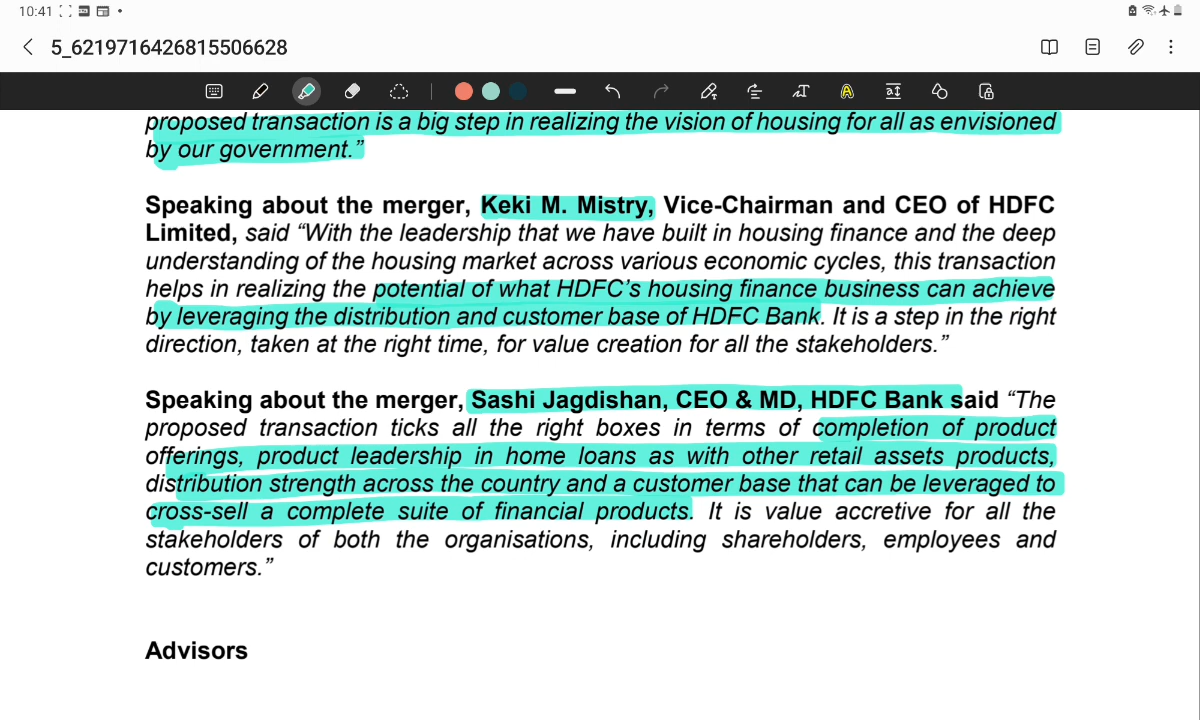 10:41
5_6219716426815506628
proposed transaction is a big step in realizing the vision of housing for all as envisioned
by our government.”
Speaking about the merger, Keki M. Mistry, Vice-Chairman and CEO of HDFC
Limited, said “With the leadership that we have built in housing finance and the deep
understanding of the housing market across various economic cycles, this transaction
helps in realizing the potential of what HDFC’s housing finance business can achieve
by leveraging the distribution and customer base of HDFC Bank. It is a step in the right
direction, taken at the right time, for value creation for all the stakeholders.”
Speaking about the merger, Sashi Jagdishan, CEO & MD, HDFC Bank said “The
proposed transaction ticks all the right boxes in terms of completion of product
offerings, product leadership in home loans as with other retail assets products,
distribution strength across the country and a customer base that can be leveraged to
cross-sell a complete suite of financial products. It is value accretive for all the
stakeholders of both the organisations, including shareholders, employees and
customers.”
Advisors